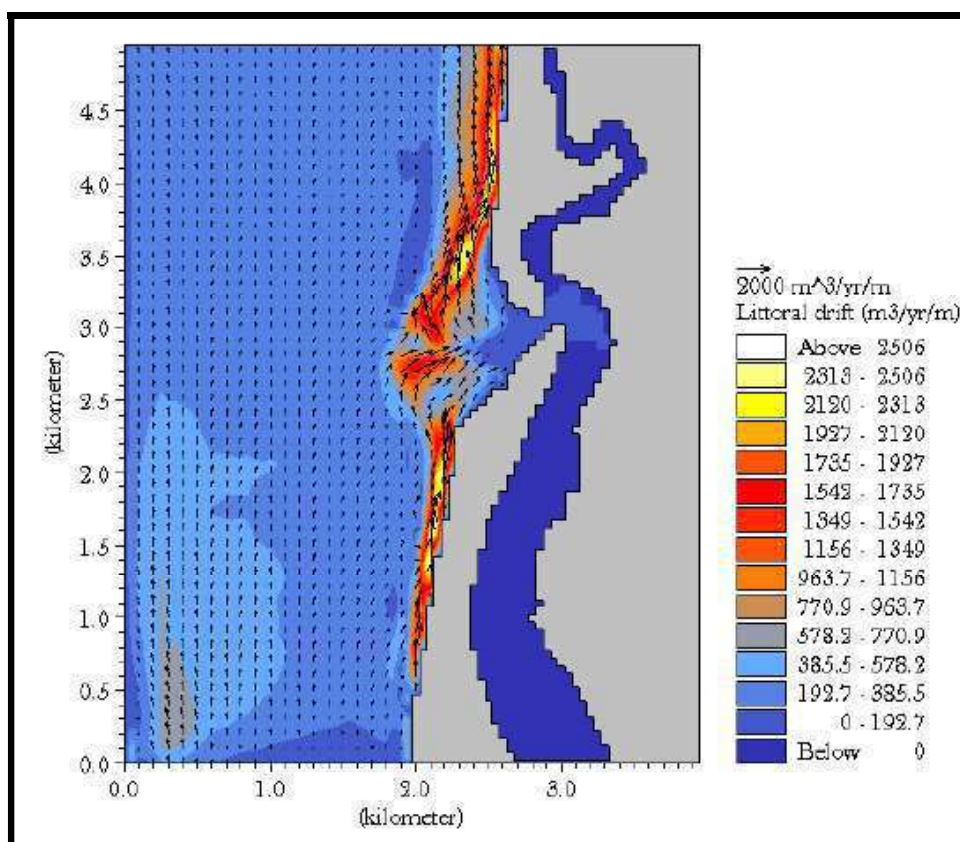 4.5
4.0
3.5
3.0
2.5
2.0
1.5
1.0
0.5
0.0
(kilometer)
0.0 1.0 2.0 3.0
(kilometer)
2000 m^3/yr/m
Littoral drift (m3/yr/m)
Above 2506
2313 - 2506
2120 - 2313
1927 - 2120
1735 - 1927
1542 - 1735
1349 - 1542
1156 - 1349
963.7 - 1156
770.9 - 963.7
578.2 - 770.9
385.5 - 578.2
192.7 - 385.5
0 - 192.7
Below 0